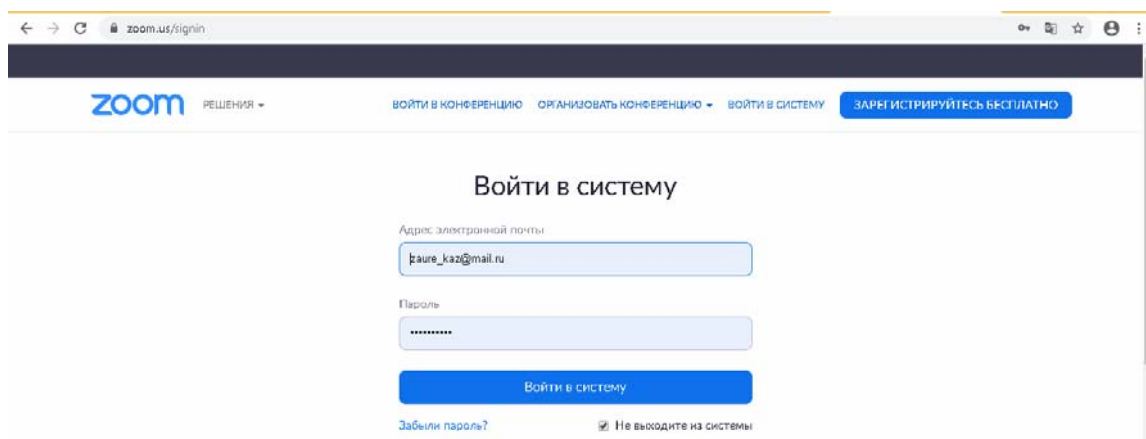 zoom.us/signin
zoom РЕШЕНИЯ ВОЙТИ В КОНФЕРЕНЦИЮ ОРГАНИЗОВАТЬ КОНФЕРЕНЦИЮ ВОЙТИ В СИСТЕМУ ЗАРЕГИСТРИРУЙТЕСЬ БЕСПЛАТНО
Войти в систему
Адрес электронной почты
zaure_kaz@mail.ru
Пароль
••••••••••
Войти в систему
Забыли пароль? Не выходите из системы